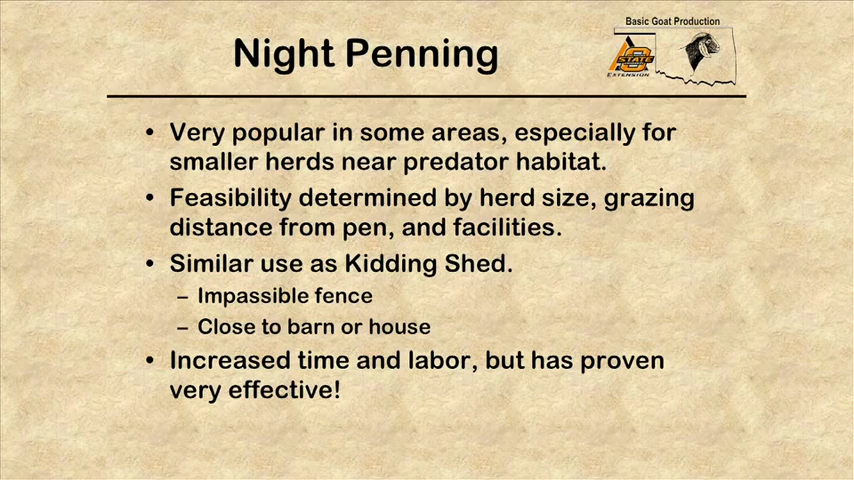 Basic Goat Production
Night Penning
STATE
EXTENSION
• Very popular in some areas, especially for
smaller herds near predator habitat.
• Feasibility determined by herd size, grazing
distance from pen, and facilities.
• Similar use as Kidding Shed.
– Impassible fence
– Close to barn or house
• Increased time and labor, but has proven
very effective!